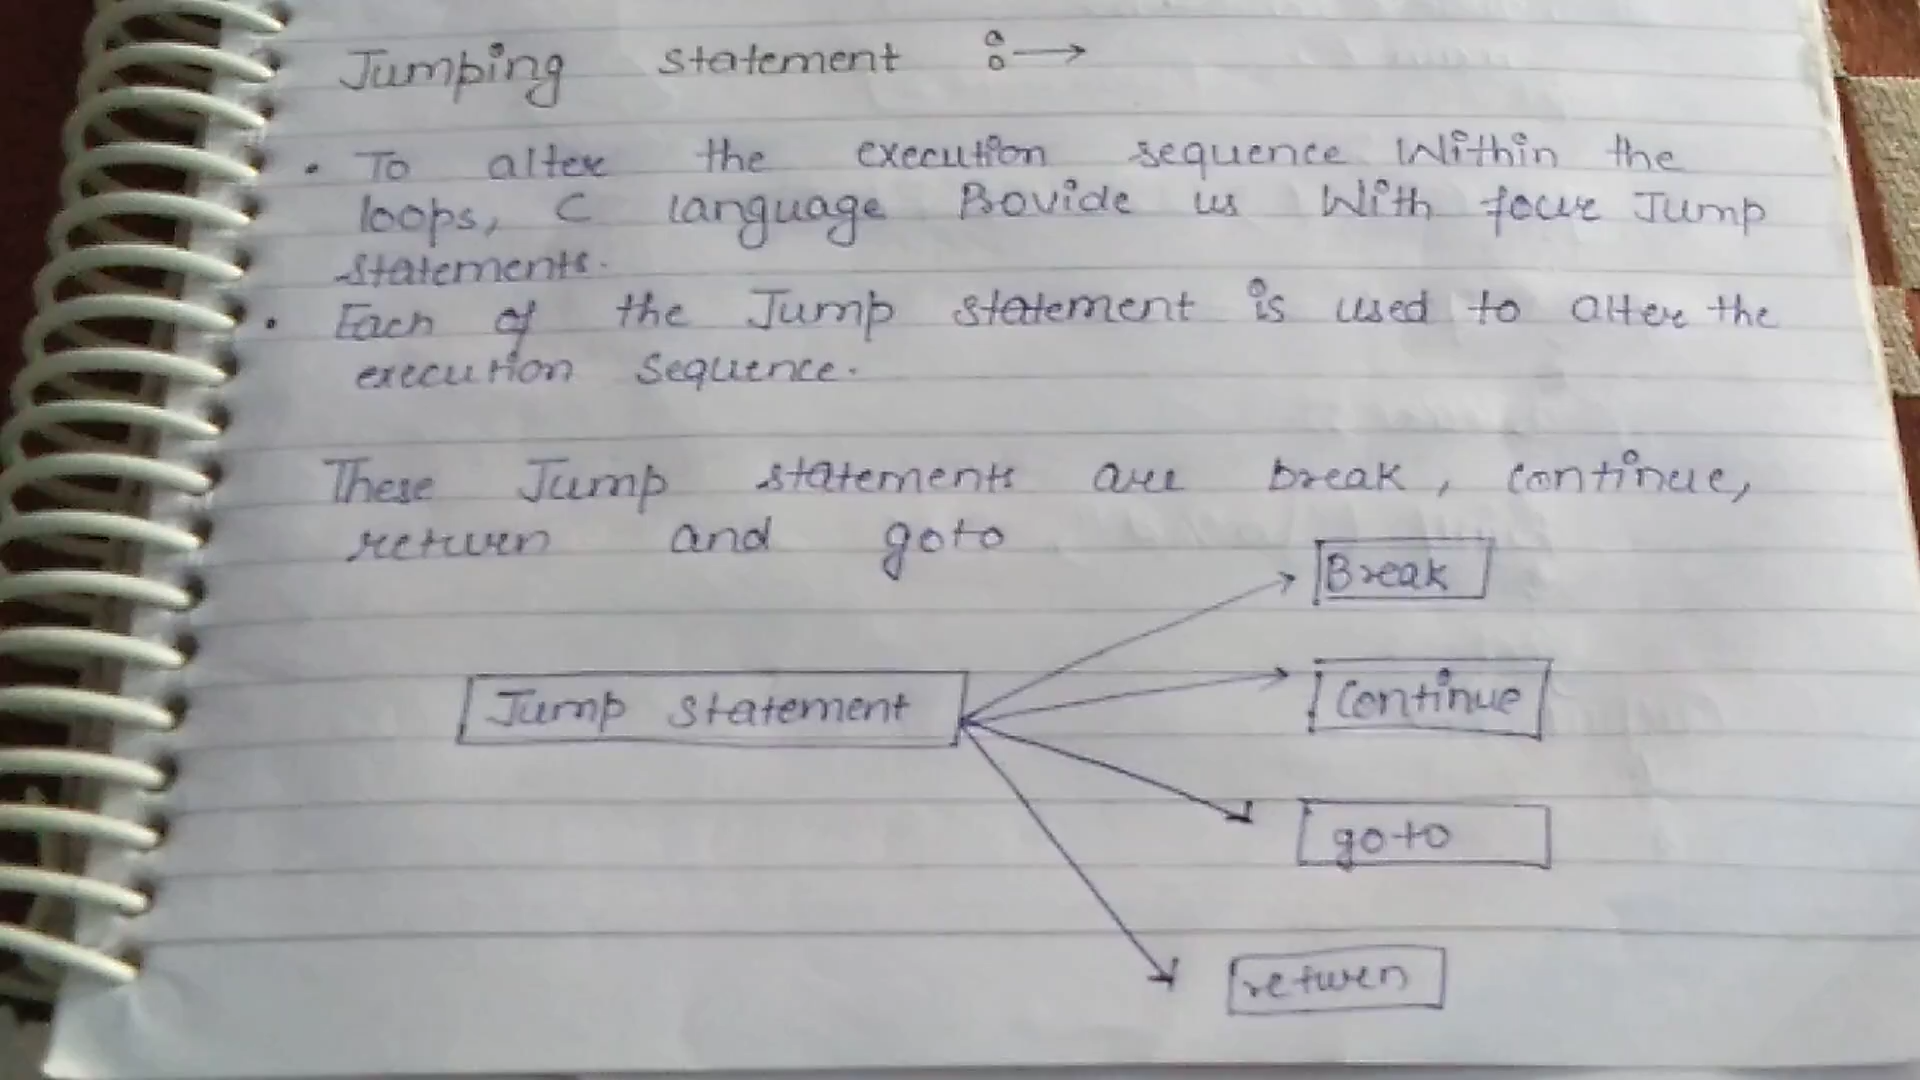 Jumping statement :→
• To alter the execution sequence Within the
loops, C language Provide us With four Jump
statements.
• Each of the Jump statement is used to alter the
execution sequence.
These Jump statements are break, continue,
return and goto
Break
Jump statement
Continue
goto
return